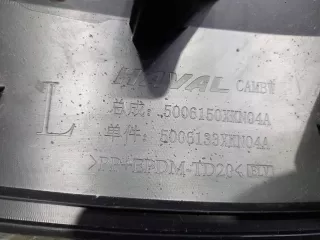 HAVAL CAMBW
L
总成: 5006150XKN04A
单件: 5006133XKN04A
>PP+EPDM-TD20<